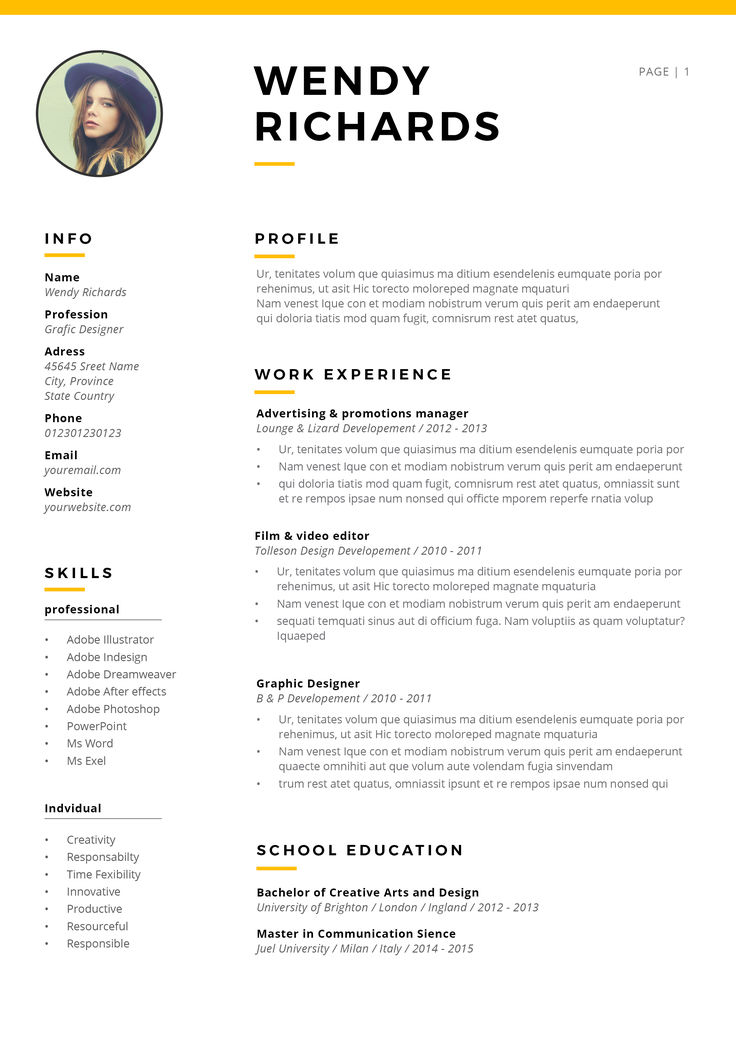 WENDY
RICHARDS
PAGE | 1
INFO
Name
Wendy Richards
Profession
Grafic Designer
Adress
45645 Sreet Name
City, Province
State Country
Phone
012301230123
Email
youremail.com
Website
yourwebsite.com
SKILLS
professional
• Adobe Illustrator
• Adobe Indesign
• Adobe Dreamweaver
• Adobe After effects
• Adobe Photoshop
• PowerPoint
• Ms Word
• Ms Exel
Indvidual
• Creativity
• Responsabilty
• Time Fexibility
• Innovative
• Productive
• Resourceful
• Responsible
PROFILE
Ur, tenitates volum que quiasimus ma ditium esendelenis eumquate poria por
rehenimus, ut asit Hic torecto moloreped magnate mquaturi
Nam venest Ique con et modiam nobistrum verum quis perit am endaeperunt
qui doloria tiatis mod quam fugit, comnisrum rest atet quatus,
WORK EXPERIENCE
Advertising & promotions manager
Lounge & Lizard Developement / 2012 - 2013
• Ur, tenitates volum que quiasimus ma ditium esendelenis eumquate poria por
• Nam venest Ique con et modiam nobistrum verum quis perit am endaeperunt
• qui doloria tiatis mod quam fugit, comnisrum rest atet quatus, omniassit sunt
et re rempos ipsae num nonsed qui officte mporem reperfe rnatia volup
Film & video editor
Tolleson Design Developement / 2010 - 2011
• Ur, tenitates volum que quiasimus ma ditium esendelenis eumquate poria por
rehenimus, ut asit Hic torecto moloreped magnate mquaturia
• Nam venest Ique con et modiam nobistrum verum quis perit am endaeperunt
• sequati temquati sinus aut di officium fuga. Nam voluptiis as quam voluptatur?
Iquaeped
Graphic Designer
B & P Developement / 2010 - 2011
• Ur, tenitates volum que quiasimus ma ditium esendelenis eumquate poria por
rehenimus, ut asit Hic torecto moloreped magnate mquaturia
• Nam venest Ique con et modiam nobistrum verum quis perit am endaeperunt
quaecte omnihiti aut que volum aute volendam fugia sinvendam
• trum rest atet quatus, omniassit ipsunt et re rempos ipsae num nonsed qui
SCHOOL EDUCATION
Bachelor of Creative Arts and Design
University of Brighton / London / Ingland / 2012 - 2013
Master in Communication Sience
Juel University / Milan / Italy / 2014 - 2015